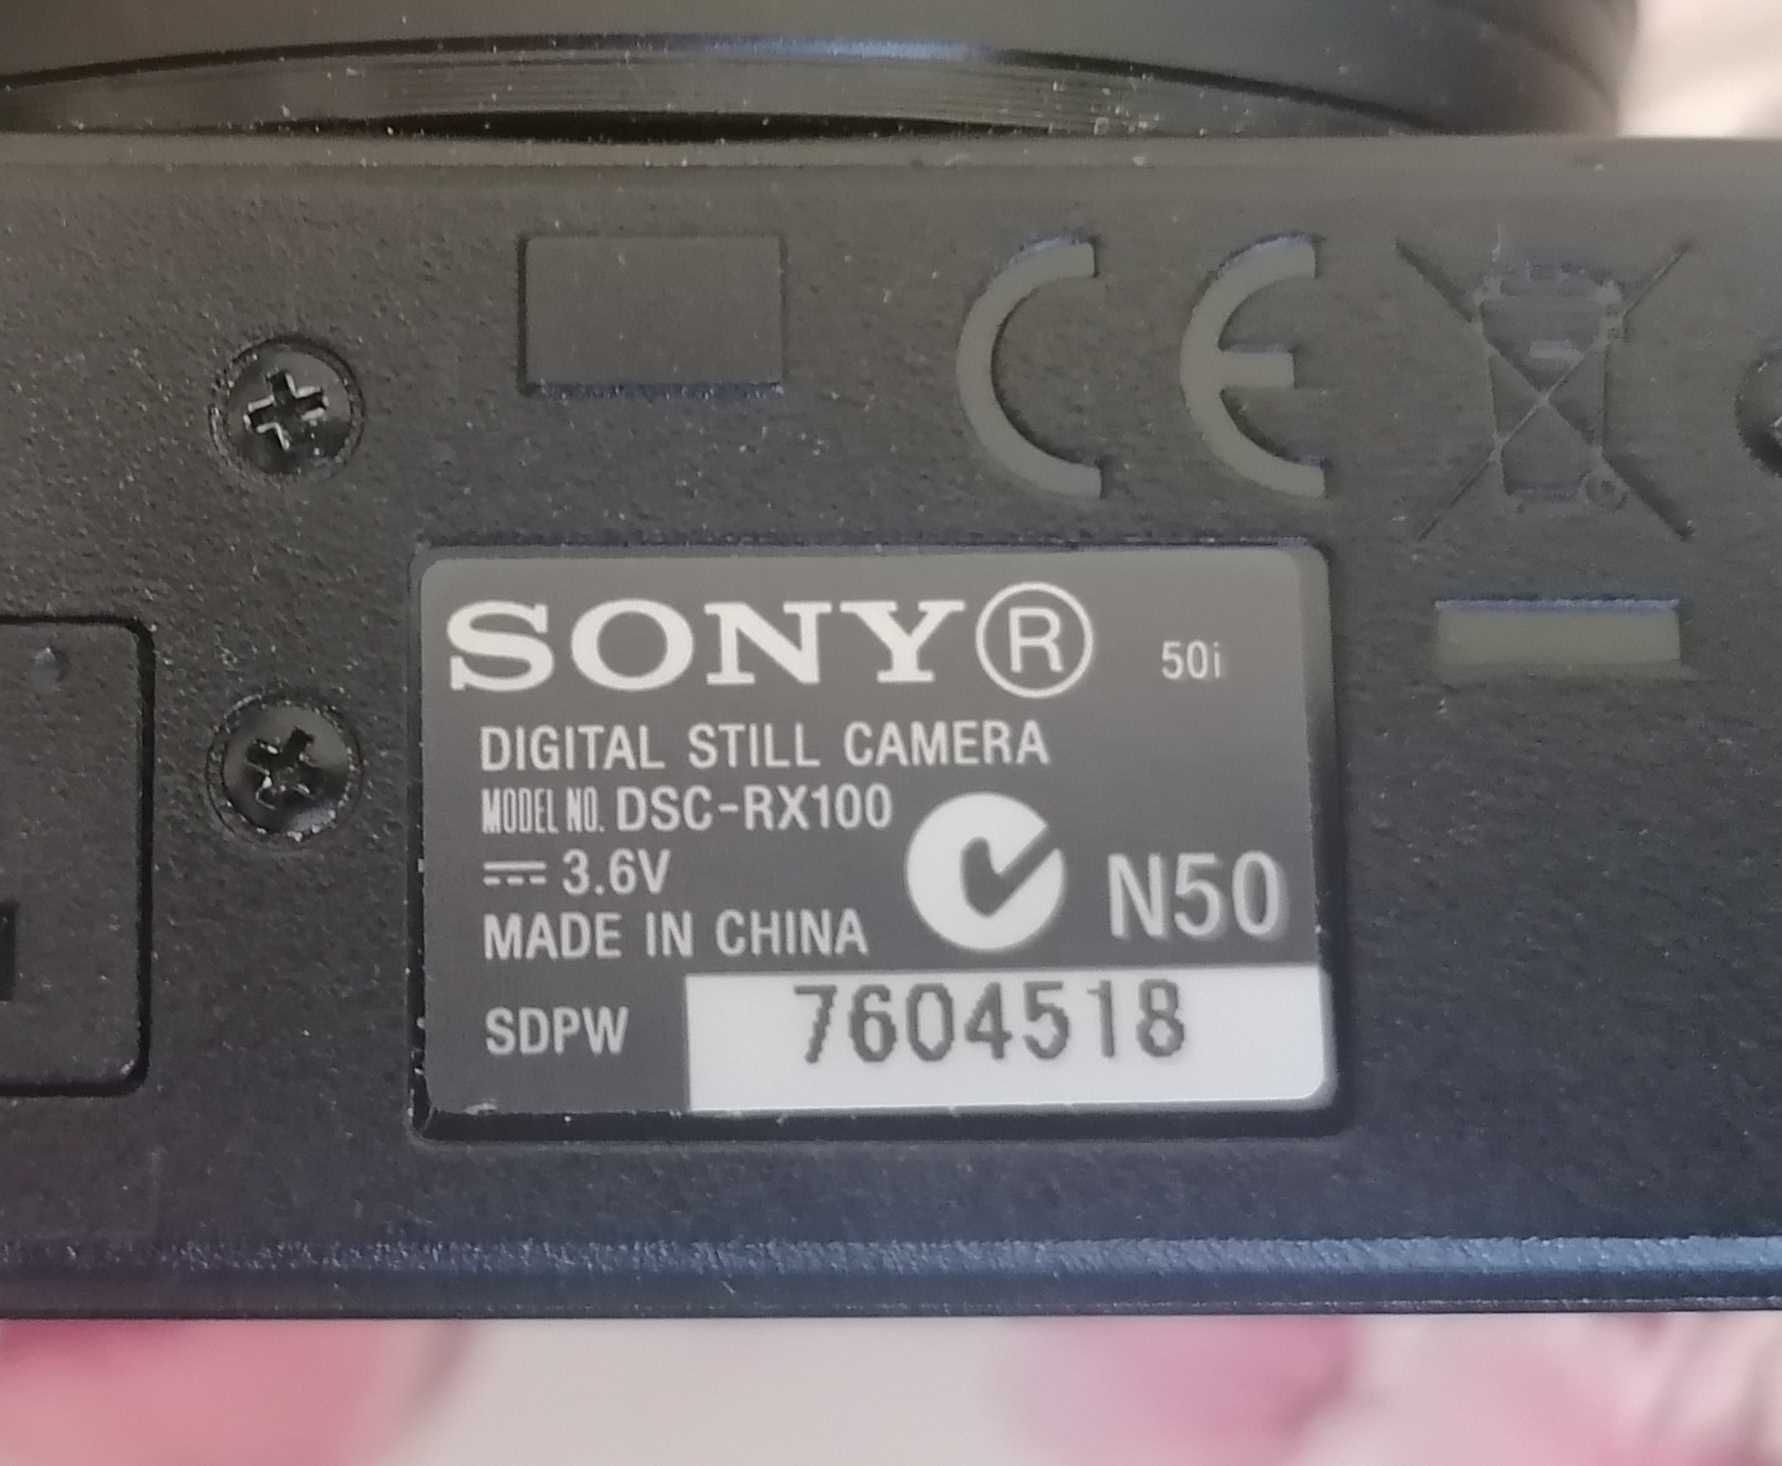 SONY® 50i
DIGITAL STILL CAMERA
MODEL NO. DSC-RX100
⎓ 3.6V
N50
MADE IN CHINA
SDPW 7604518
CE